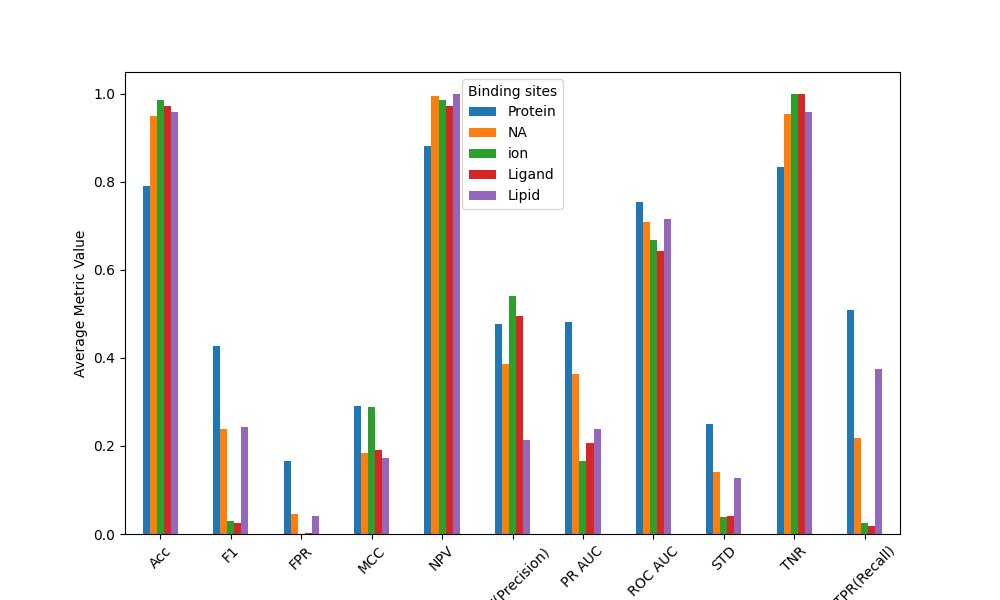 Binding sites
Protein
NA
ion
Ligand
Lipid
Average Metric Value
1.0
0.8
0.6
0.4
0.2
0.0
Acc
F1
FPR
MCC
NPV
(Precision)
PR AUC
ROC AUC
STD
TNR
TPR(Recall)